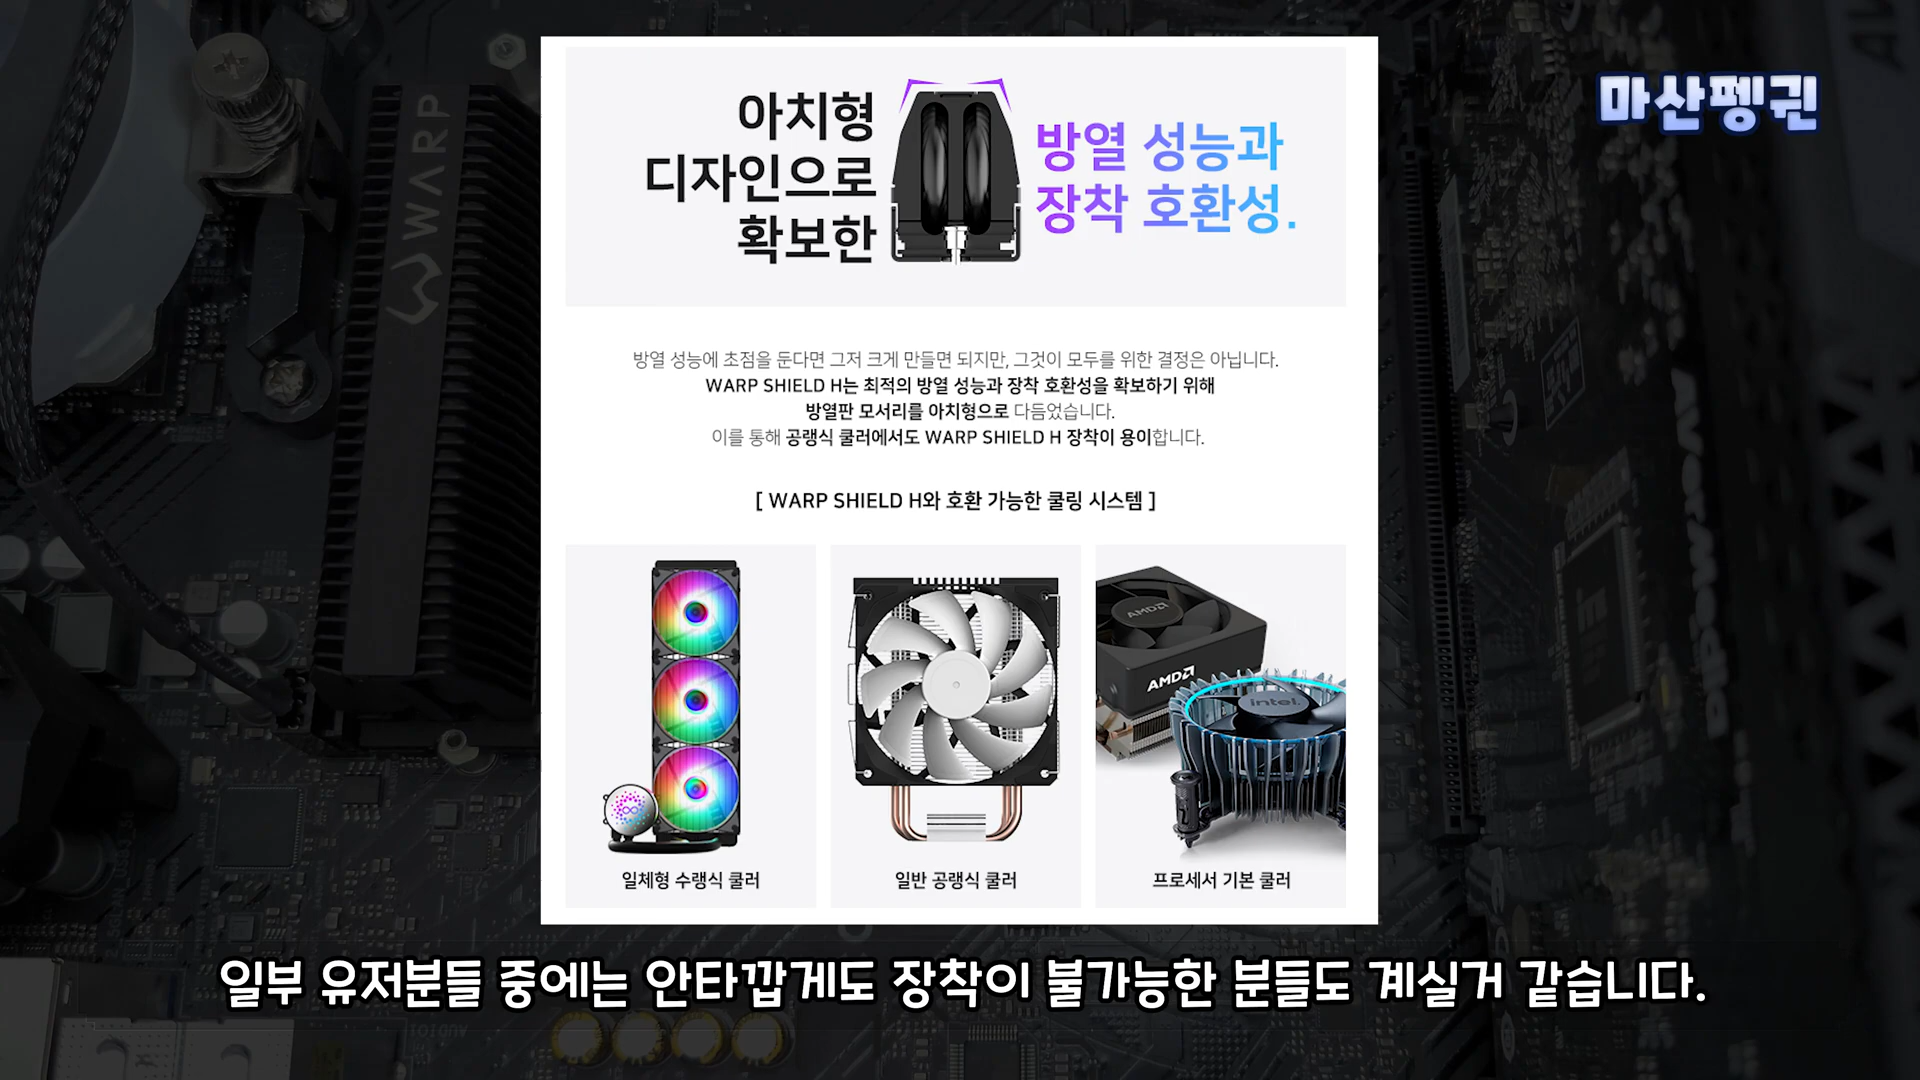 마산펭귄
아치형
디자인으로
확보한
방열 성능과
장착 호환성.
방열 성능에 초점을 둔다면 그저 크게 만들면 되지만, 그것이 모두를 위한 결정은 아닙니다.
WARP SHIELD H는 최적의 방열 성능과 장착 호환성을 확보하기 위해
방열판 모서리를 아치형으로 다듬었습니다.
이를 통해 공랭식 쿨러에서도 WARP SHIELD H 장착이 용이합니다.
[ WARP SHIELD H와 호환 가능한 쿨링 시스템 ]
AMD
AMD
intel.
일체형 수랭식 쿨러
일반 공랭식 쿨러
프로세서 기본 쿨러
WARP
일부 유저분들 중에는 안타깝게도 장착이 불가능한 분들도 계실거 같습니다.